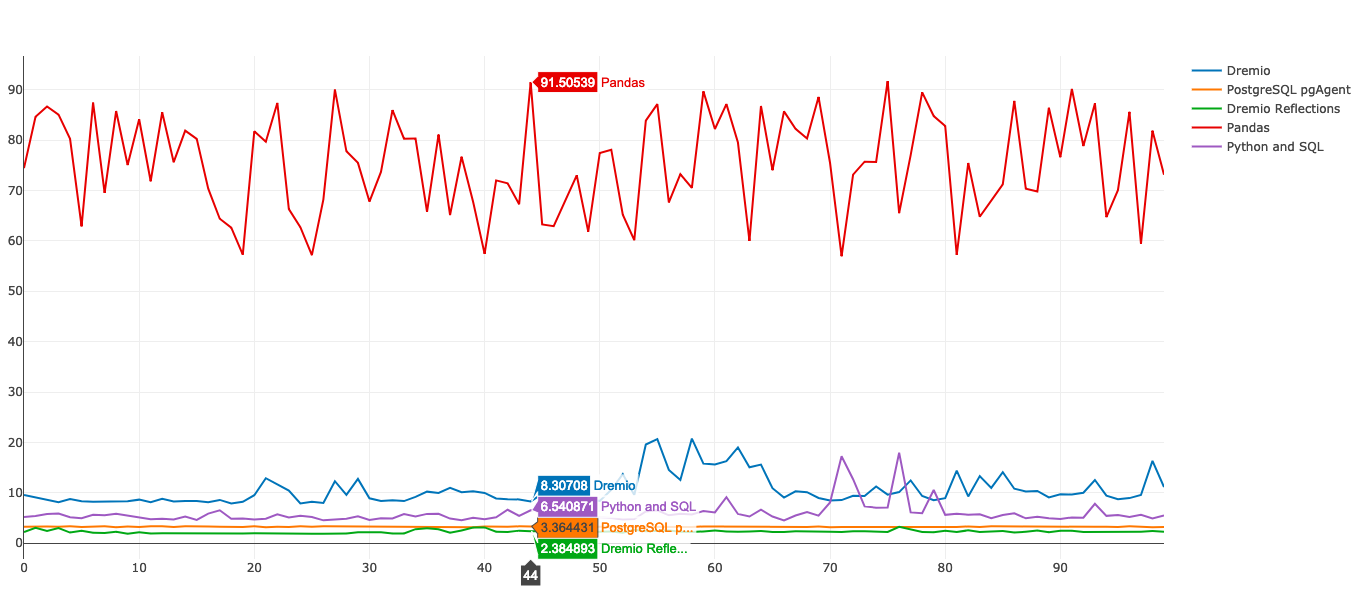 91.50539 Pandas
Dremio
PostgreSQL pgAgent
Dremio Reflections
Pandas
Python and SQL
90
80
70
60
50
40
30
20
10
0
8.30708 Dremio
6.540871 Python and SQL
3.364431 PostgreSQL p...
2.384893 Dremio Refle...
0 10 20 30 40 50 60 70 80 90
44